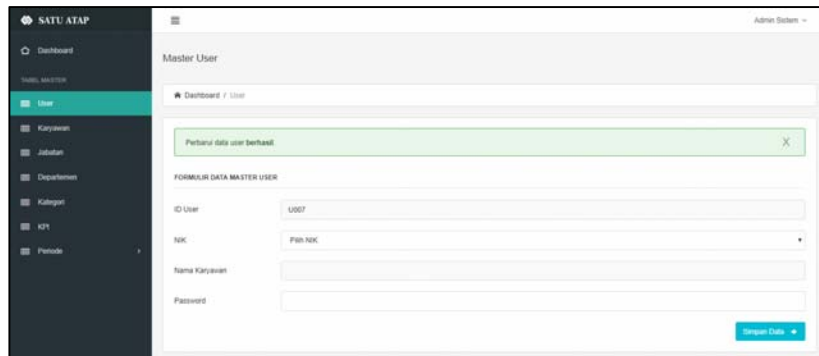 SATU ATAP
Admin Sistem
Dashboard
Master User
TABEL MASTER
Dashboard / User
User
Karyawan
Perbarui data user berhasil.
X
Jabatan
Departemen
FORMULIR DATA MASTER USER
Kategori
ID User
U007
KPI
NIK
Pilih NIK
Periode
Nama Karyawan
Password
Simpan Data